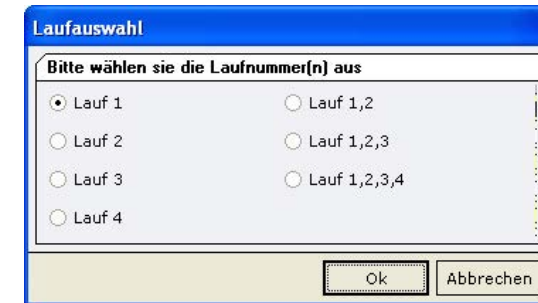 Laufauswahl
Bitte wählen sie die Laufnummer(n) aus
Lauf 1
Lauf 1,2
Lauf 2
Lauf 1,2,3
Lauf 3
Lauf 1,2,3,4
Lauf 4
Ok
Abbrechen